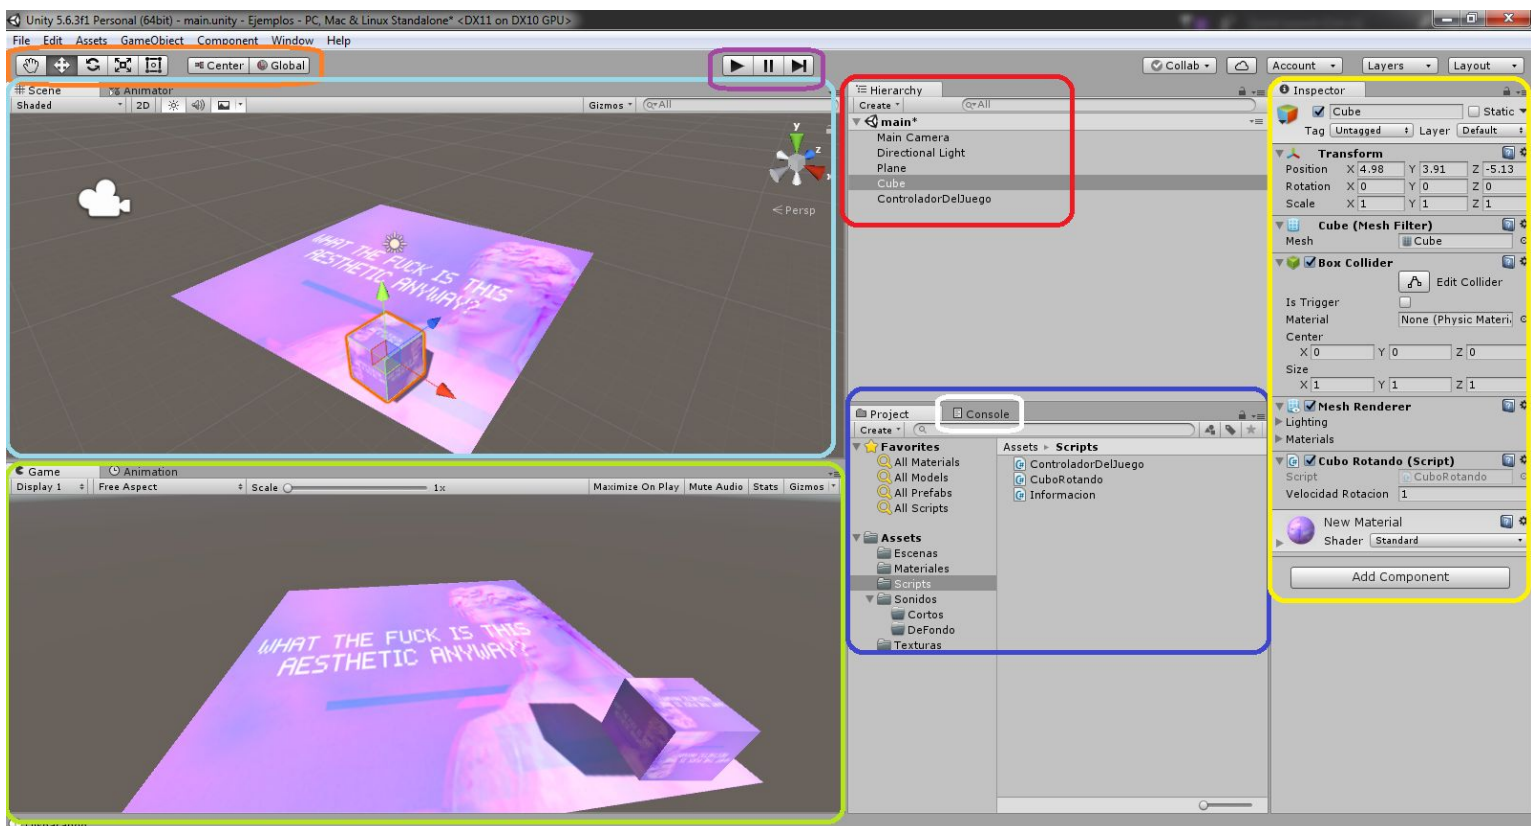 Unity 5.6.3f1 Personal (64bit) - main.unity - Ejemplos - PC, Mac & Linux Standalone* <DX11 on DX10 GPU>
File Edit Assets GameObject Component Window Help
Center Global
Collab Account Layers Layout
Scene Animator
Shaded 2D Gizmos All
y
z
x
Persp
WHAT THE FUCK IS THIS
AESTHETIC ANYWAY?
Game Animation
Display 1 Free Aspect Scale 1x Maximize On Play Mute Audio Stats Gizmos
WHAT THE FUCK IS THIS
AESTHETIC ANYWAY?
Hierarchy
Create All
main*
Main Camera
Directional Light
Plane
Cube
ControladorDelJuego
Project Console
Create
Favorites
All Materials
All Models
All Prefabs
All Scripts
Assets
Escenas
Materiales
Scripts
Sonidos
Cortos
DeFondo
Texturas
Assets Scripts
ControladorDelJuego
CuboRotando
Informacion
Inspector
Cube Static
Tag Untagged Layer Default
Transform
Position X 4.98 Y 3.91 Z -5.13
Rotation X 0 Y 0 Z 0
Scale X 1 Y 1 Z 1
Cube (Mesh Filter)
Mesh Cube
Box Collider
Edit Collider
Is Trigger
Material None (Physic Materi
Center
X 0 Y 0 Z 0
Size
X 1 Y 1 Z 1
Mesh Renderer
Lighting
Materials
Cubo Rotando (Script)
Script CuboRotando
Velocidad Rotacion 1
New Material
Shader Standard
Add Component